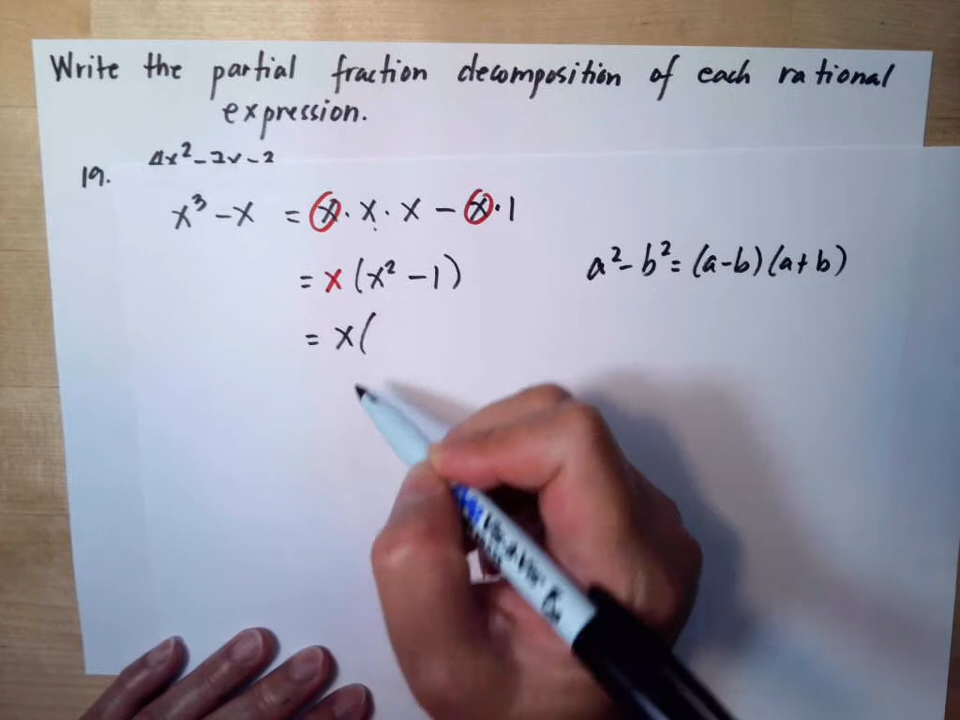 Write the partial fraction decomposition of each rational
expression.
19.
x³ - x = x · x · x - x · 1
= x (x² - 1)
a² - b² = (a - b) (a + b)
= x (